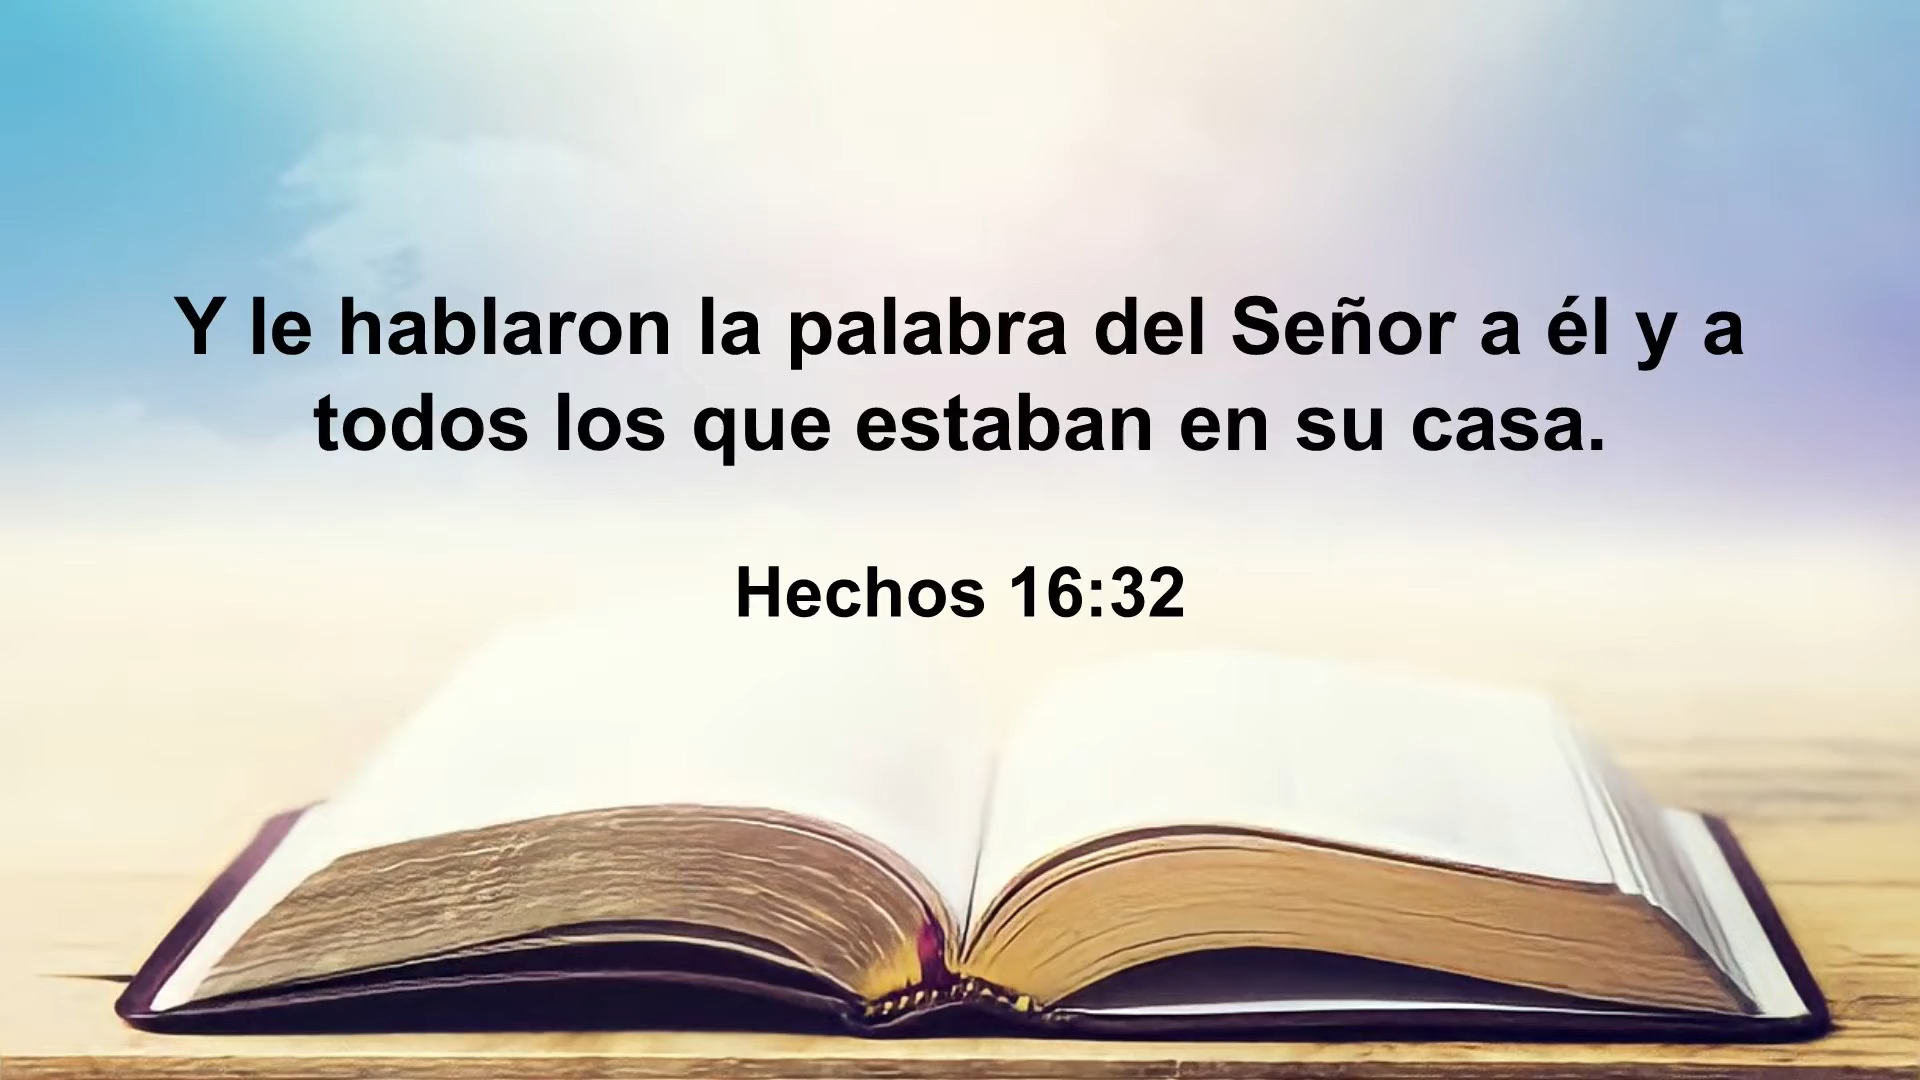 Y le hablaron la palabra del Señor a él y a
todos los que estaban en su casa.
Hechos 16:32